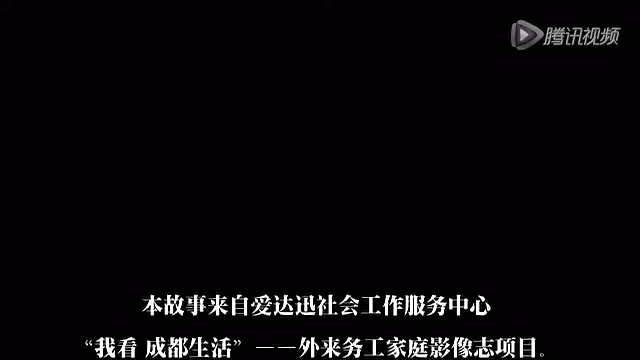 腾讯视频
本故事来自爱达迅社会工作服务中心
“我看 成都生活”——外来务工家庭影像志项目。